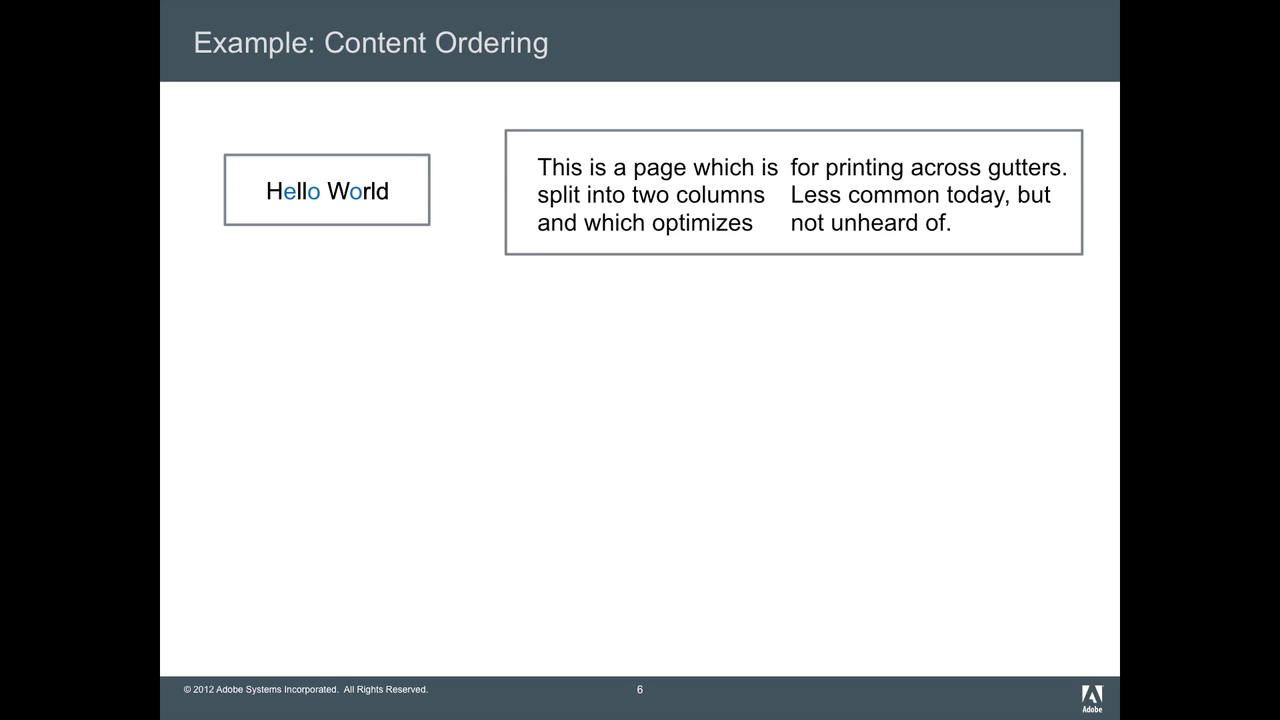 Example: Content Ordering
Hello World
This is a page which is
split into two columns
and which optimizes
for printing across gutters.
Less common today, but
not unheard of.
© 2012 Adobe Systems Incorporated. All Rights Reserved.
6
Adobe